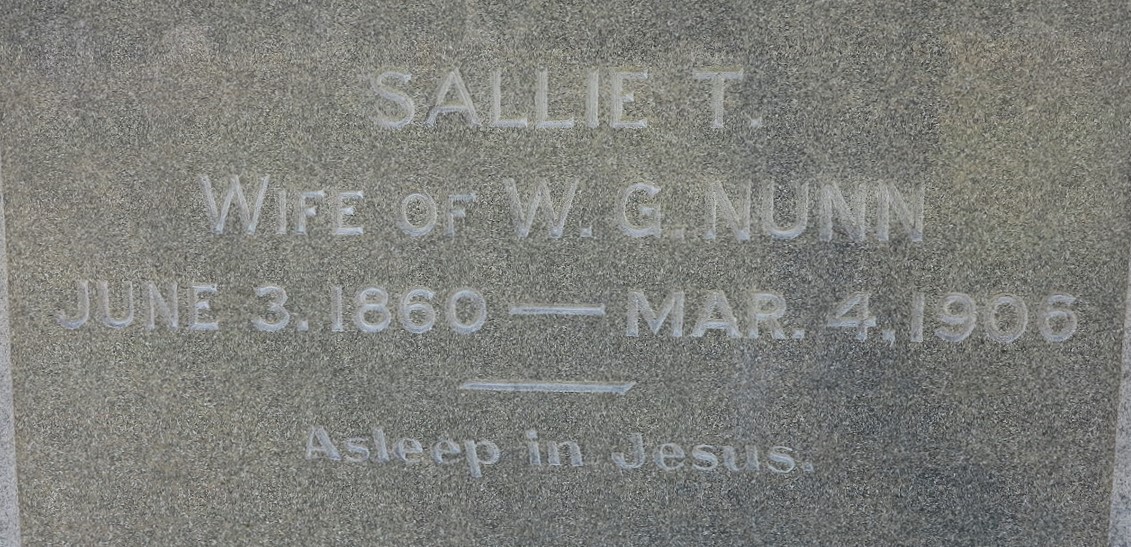 SALLIE T.
WIFE OF W. G. NUNN
JUNE 3. 1860 — MAR. 4, 1906
Asleep in Jesus.